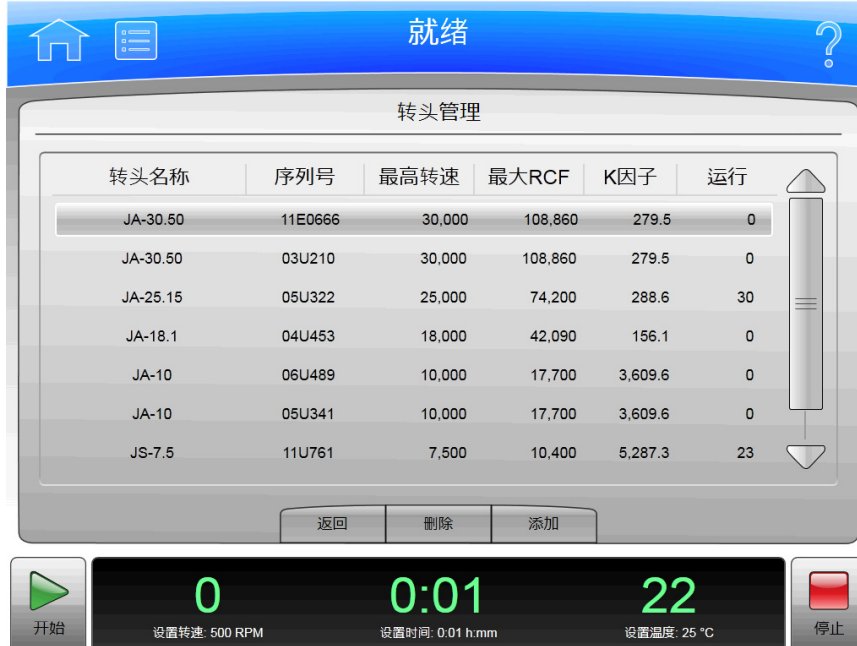 就绪
?
转头管理
转头名称 序列号 最高转速 最大RCF K因子 运行
JA-30.50 11E0666 30,000 108,860 279.5 0
JA-30.50 03U210 30,000 108,860 279.5 0
JA-25.15 05U322 25,000 74,200 288.6 30
JA-18.1 04U453 18,000 42,090 156.1 0
JA-10 06U489 10,000 17,700 3,609.6 0
JA-10 05U341 10,000 17,700 3,609.6 0
JS-7.5 11U761 7,500 10,400 5,287.3 23
返回 删除 添加
0 0:01 22
开始 设置转速: 500 RPM 设置时间: 0:01 h:mm 设置温度: 25 °C 停止